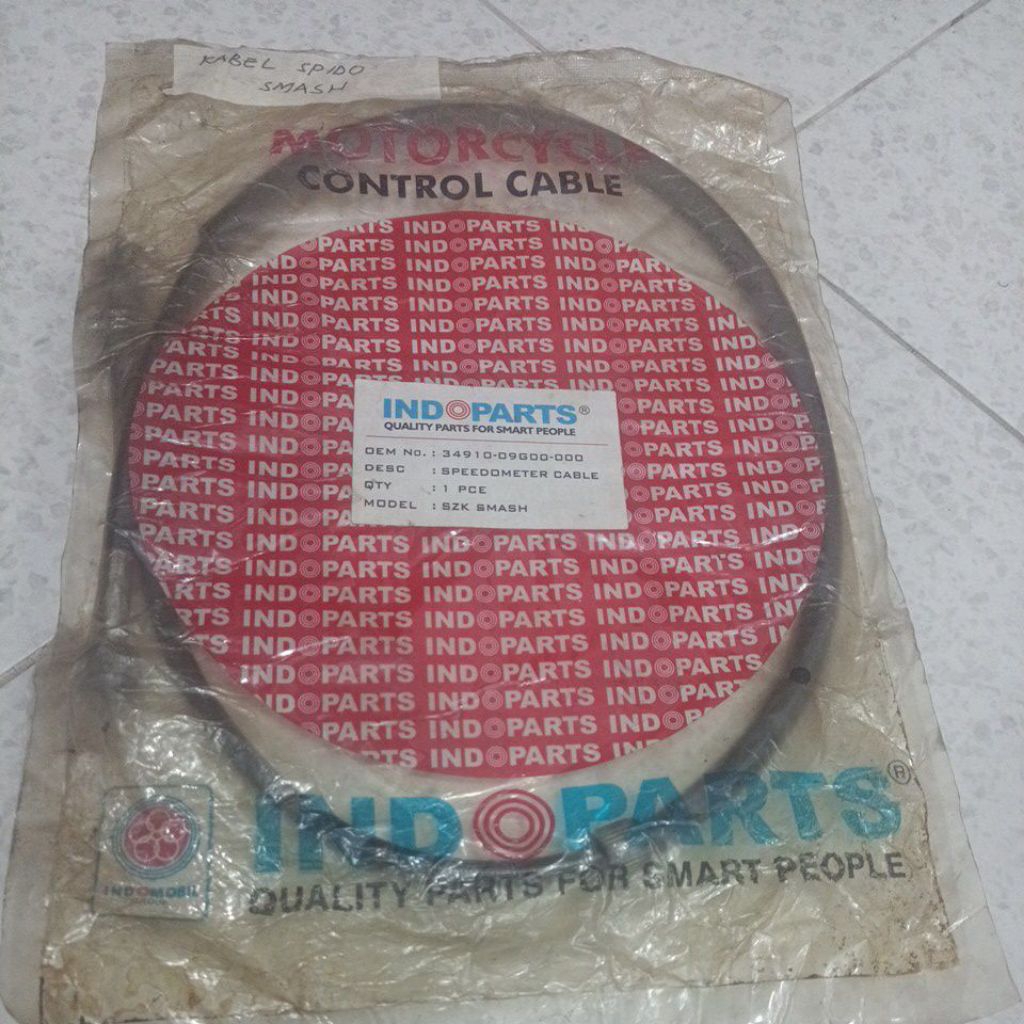 KABEL SPIDO
SMASH
MOTORCYCLE
CONTROL CABLE
INDOPARTS®
QUALITY PARTS FOR SMART PEOPLE
OEM No. : 34910-09G00-000
DESC : SPEEDOMETER CABLE
QTY : 1 PCE
MODEL : SZK SMASH
INDOPARTS®
QUALITY PARTS FOR SMART PEOPLE
INDOMOBIL